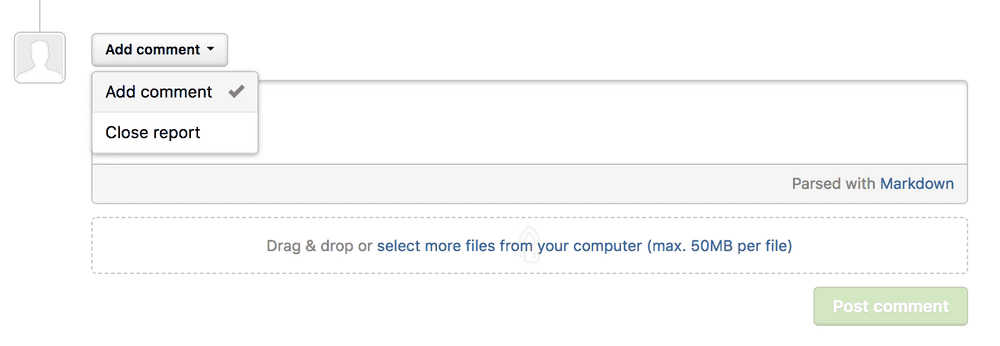 Add comment
Add comment
Close report
Parsed with Markdown
Drag & drop or select more files from your computer (max. 50MB per file)
Post comment